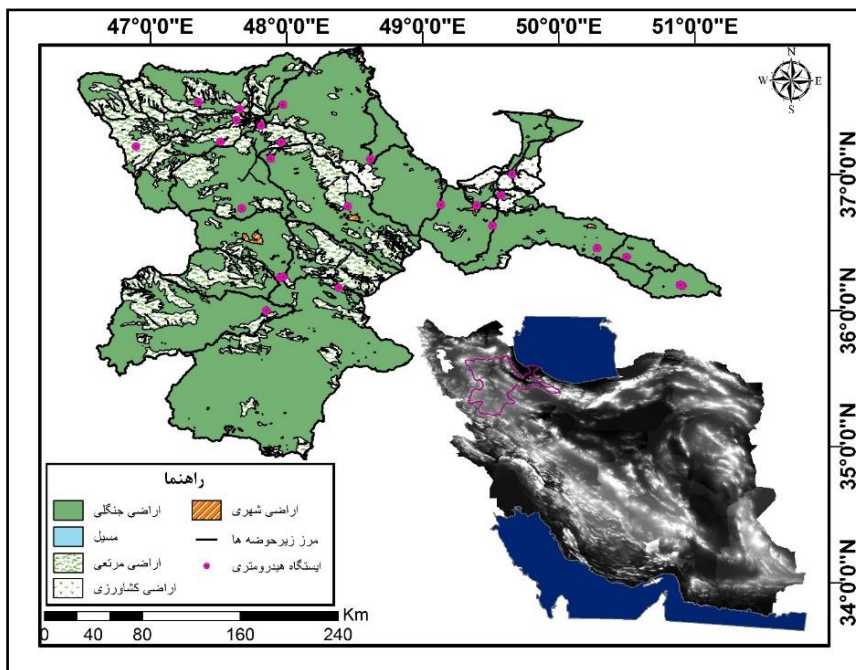 47°0'0"E 48°0'0"E 49°0'0"E 50°0'0"E 51°0'0"E
N
W E
S
37°0'0"N
36°0'0"N
35°0'0"N
34°0'0"N
راهنما
اراضی جنگلی
اراضی شهری
مسیل
مرز زیرحوضه ها
اراضی مرتعی
ایستگاه هیدرومتری
اراضی کشاورزی
Km
0 40 80 160 240